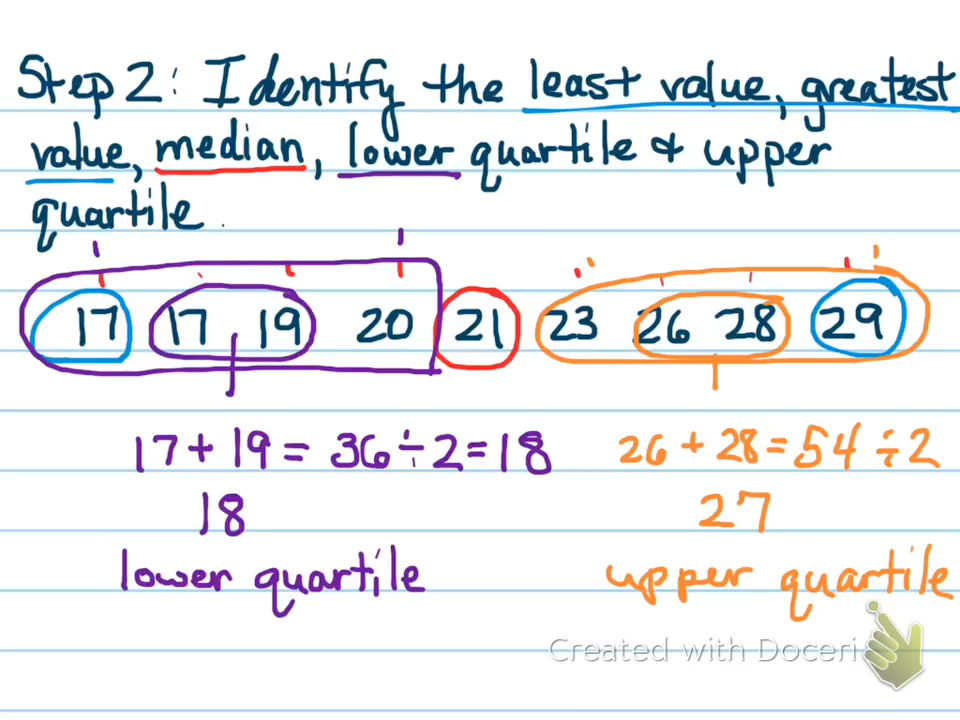 Step 2: Identify the least value, greatest
value, median, lower quartile & upper
quartile.
17 17 19 20 21 23 26 28 29
17 + 19 = 36 ÷ 2 = 18 26 + 28 = 54 ÷ 2
18 27
lower quartile upper quartile
Created with Doceri